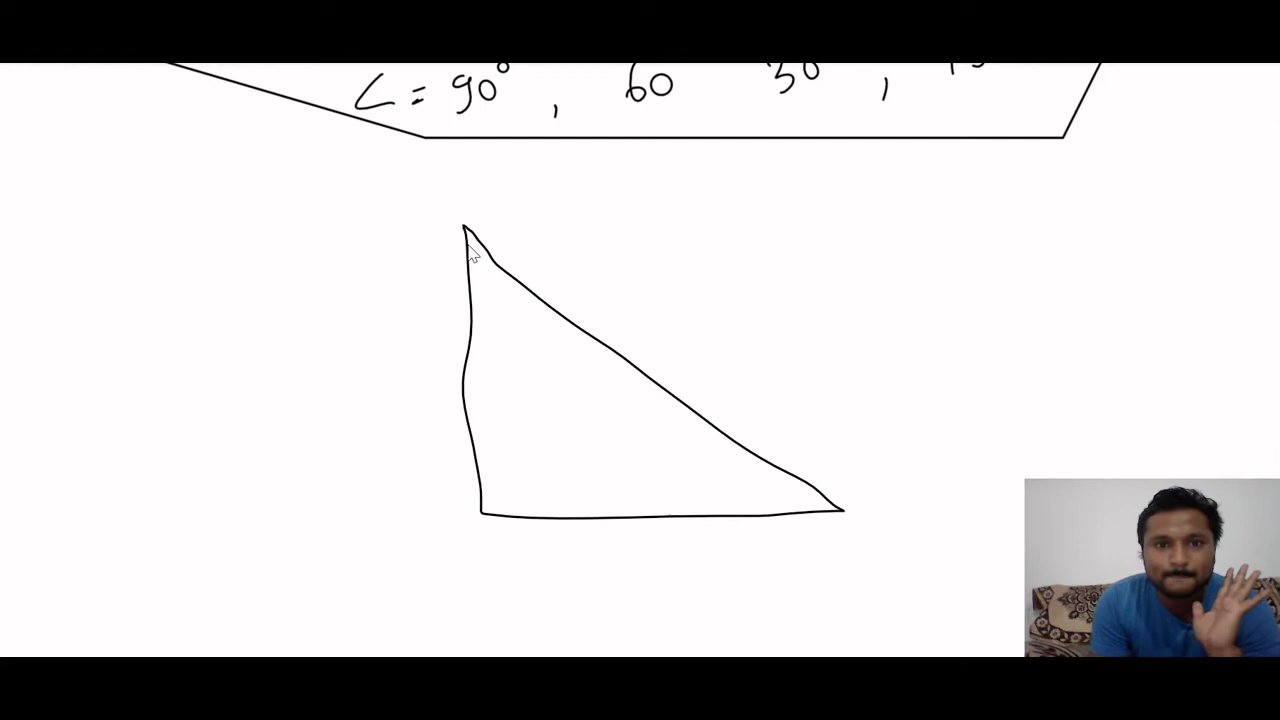 ∠ = 90° , 60 30° ,